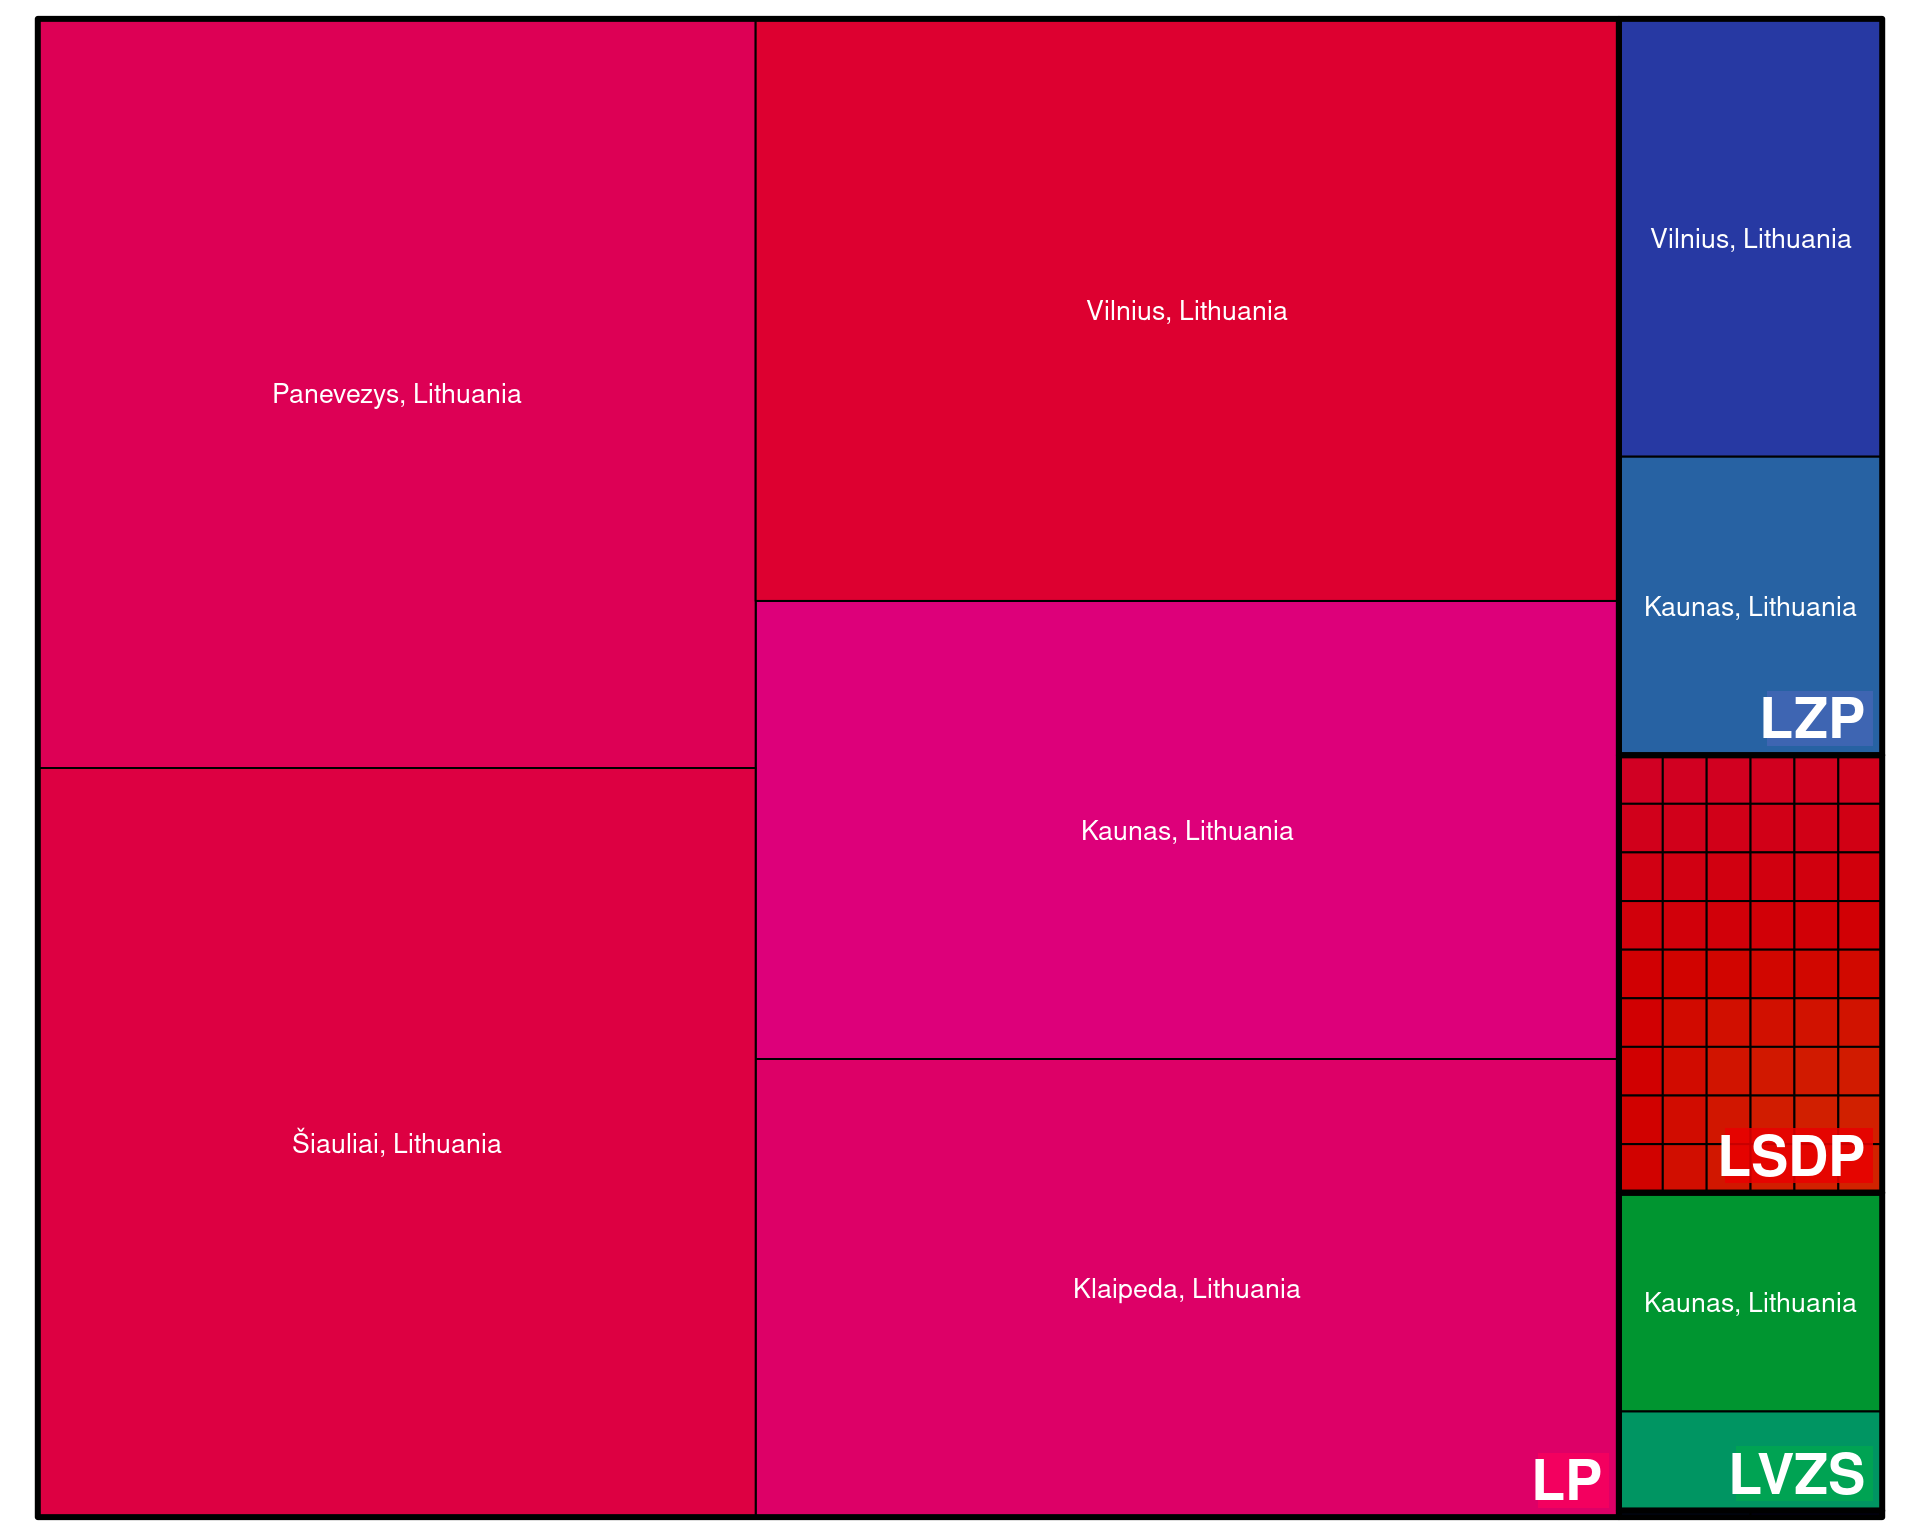 Panevezys, Lithuania
Šiauliai, Lithuania
Vilnius, Lithuania
Kaunas, Lithuania
Klaipeda, Lithuania
LP
Vilnius, Lithuania
Kaunas, Lithuania
LZP
LSDP
Kaunas, Lithuania
LVZS